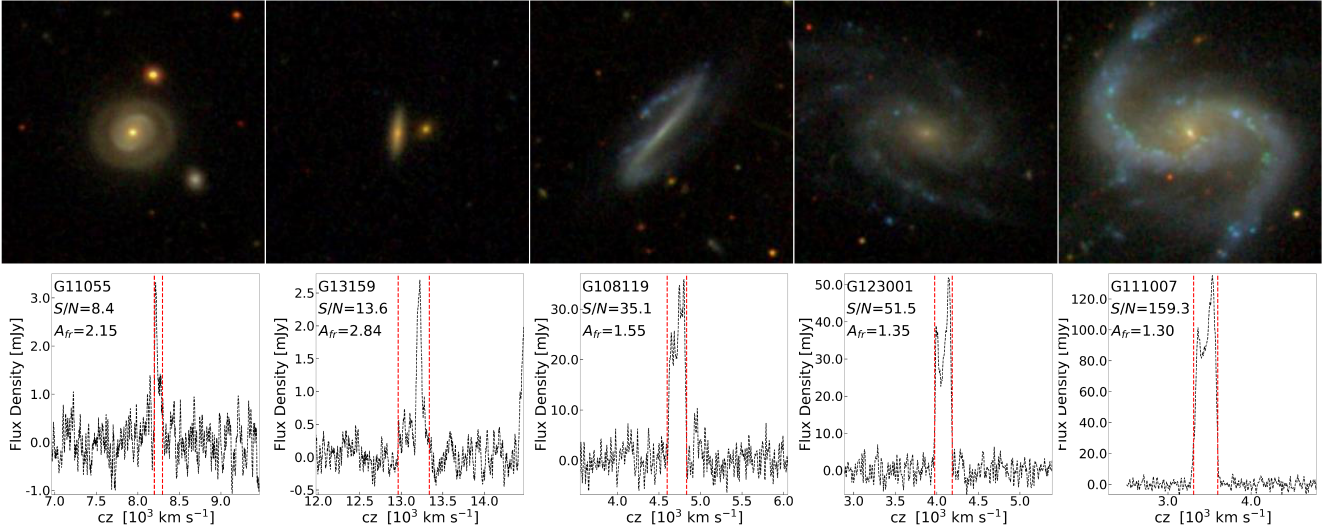 G11055
S/N=8.4
A_fr=2.15
Flux Density [mJy]
3.0
2.0
1.0
0.0
-1.0
7.0 7.5 8.0 8.5 9.0
cz [10³ km s⁻¹]
G13159
S/N=13.6
A_fr=2.84
Flux Density [mJy]
2.5
2.0
1.5
1.0
0.5
0.0
-0.5
12.0 12.5 13.0 13.5 14.0
cz [10³ km s⁻¹]
G108119
S/N=35.1
A_fr=1.55
Flux Density [mJy]
30.0
20.0
10.0
0.0
4.0 4.5 5.0 5.5 6.0
cz [10³ km s⁻¹]
G123001
S/N=51.5
A_fr=1.35
Flux Density [mJy]
50.0
40.0
30.0
20.0
10.0
0.0
2.9 3.5 4.0 4.5 5.0
cz [10³ km s⁻¹]
G111007
S/N=159.3
A_fr=1.30
Flux Density [mJy]
120.0
100.0
80.0
60.0
40.0
20.0
0.0
3.0 4.0
cz [10³ km s⁻¹]